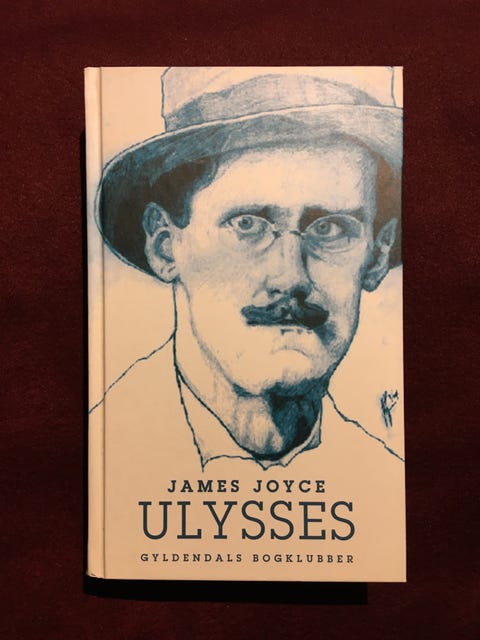 JAMES JOYCE
ULYSSES
GYLDENDALS BOGKLUBBER